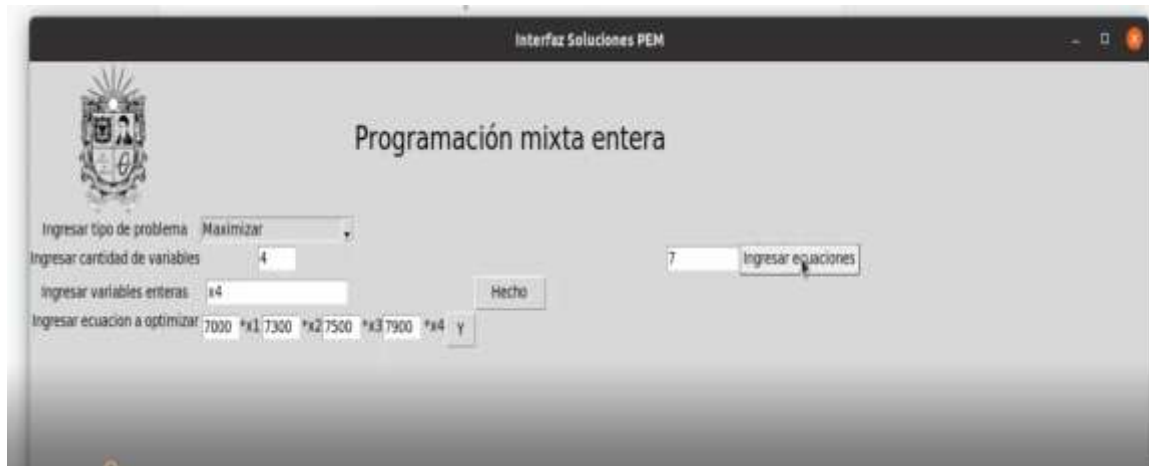 Interfaz Soluciones PEM
Programación mixta entera
Ingresar tipo de problema Maximizar
Ingresar cantidad de variables 4 7 Ingresar ecuaciones
Ingresar variables enteras x4 Hecho
Ingresar ecuacion a optimizar 7000 *x1 7300 *x2 7500 *x3 7900 *x4 Y